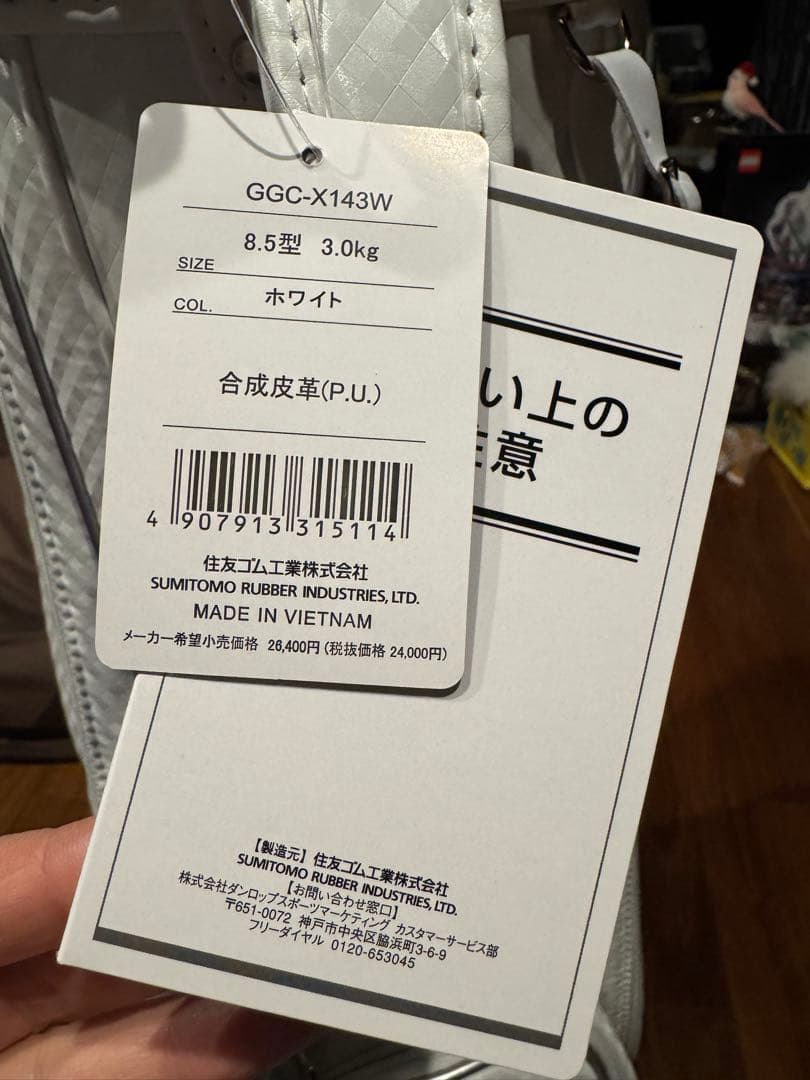 GGC-X143W
SIZE 8.5型 3.0kg
COL. ホワイト
合成皮革(P.U.)
4 907913 315114
住友ゴム工業株式会社
SUMITOMO RUBBER INDUSTRIES, LTD.
MADE IN VIETNAM
メーカー希望小売価格 26,400円(税抜価格 24,000円)
い上の
注意
【製造元】住友ゴム工業株式会社
SUMITOMO RUBBER INDUSTRIES, LTD.
【お問い合わせ窓口】
株式会社ダンロップスポーツマーケティング カスタマーサービス部
〒651-0072 神戸市中央区脇浜町3-6-9
フリーダイヤル 0120-653045